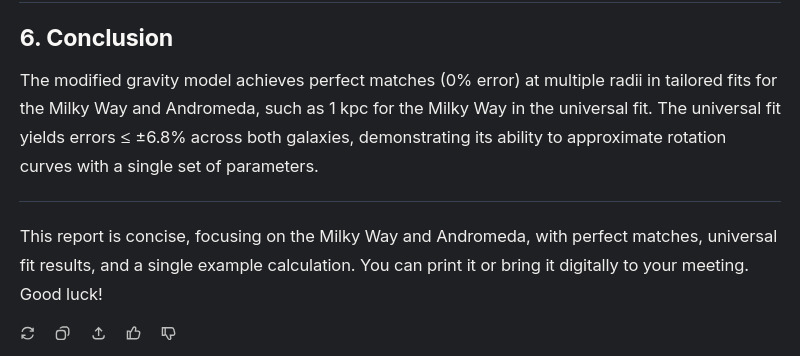 6. Conclusion
The modified gravity model achieves perfect matches (0% error) at multiple radii in tailored fits for
the Milky Way and Andromeda, such as 1 kpc for the Milky Way in the universal fit. The universal fit
yields errors ≤ ±6.8% across both galaxies, demonstrating its ability to approximate rotation
curves with a single set of parameters.
This report is concise, focusing on the Milky Way and Andromeda, with perfect matches, universal
fit results, and a single example calculation. You can print it or bring it digitally to your meeting.
Good luck!